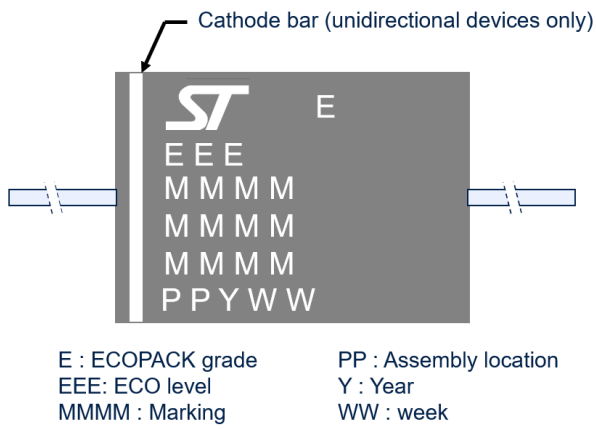 Cathode bar (unidirectional devices only)
ST E
E E E
M M M M
M M M M
M M M M
P P Y W W
E : ECOPACK grade PP : Assembly location
EEE: ECO level Y : Year
MMMM : Marking WW : week